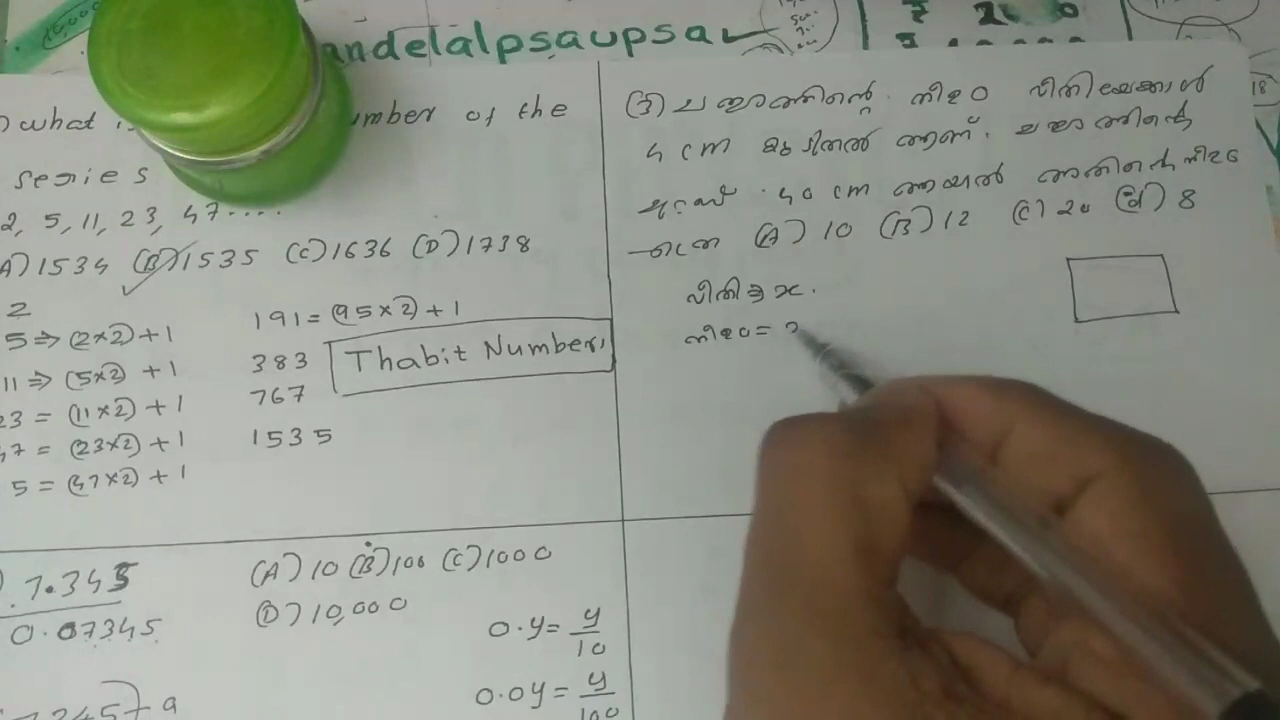 andelalpsaupsa
what is umber of the
series
2, 5, 11, 23, 47....
A) 1534 (B) 1535 (C) 1636 (D) 1738
2
5 ⇒ (2×2)+1
11 ⇒ (5×2) +1
23 = (11×2) +1
47 = (23×2) +1
5 = (47×2) +1
191 = (95×2) +1
383
767
1535
Thabit Number,
7.345
0.07345
(A) 10 (B) 100 (C) 1000
(D) 10,000
0.y = y/10
0.0y = y/100
(3) ചതുരത്തിന്റെ നീളം വീതിയെക്കാൾ
4 cm കൂടുതൽ ആണ്. ചതുരത്തിന്റെ
ചുറ്റളവ് 40 cm ആയാൽ അതിന്റെ നീളം
എത്ര (A) 10 (B) 12 (C) 20 (d) 8
വീതി ⇒ x.
നീളം =
18